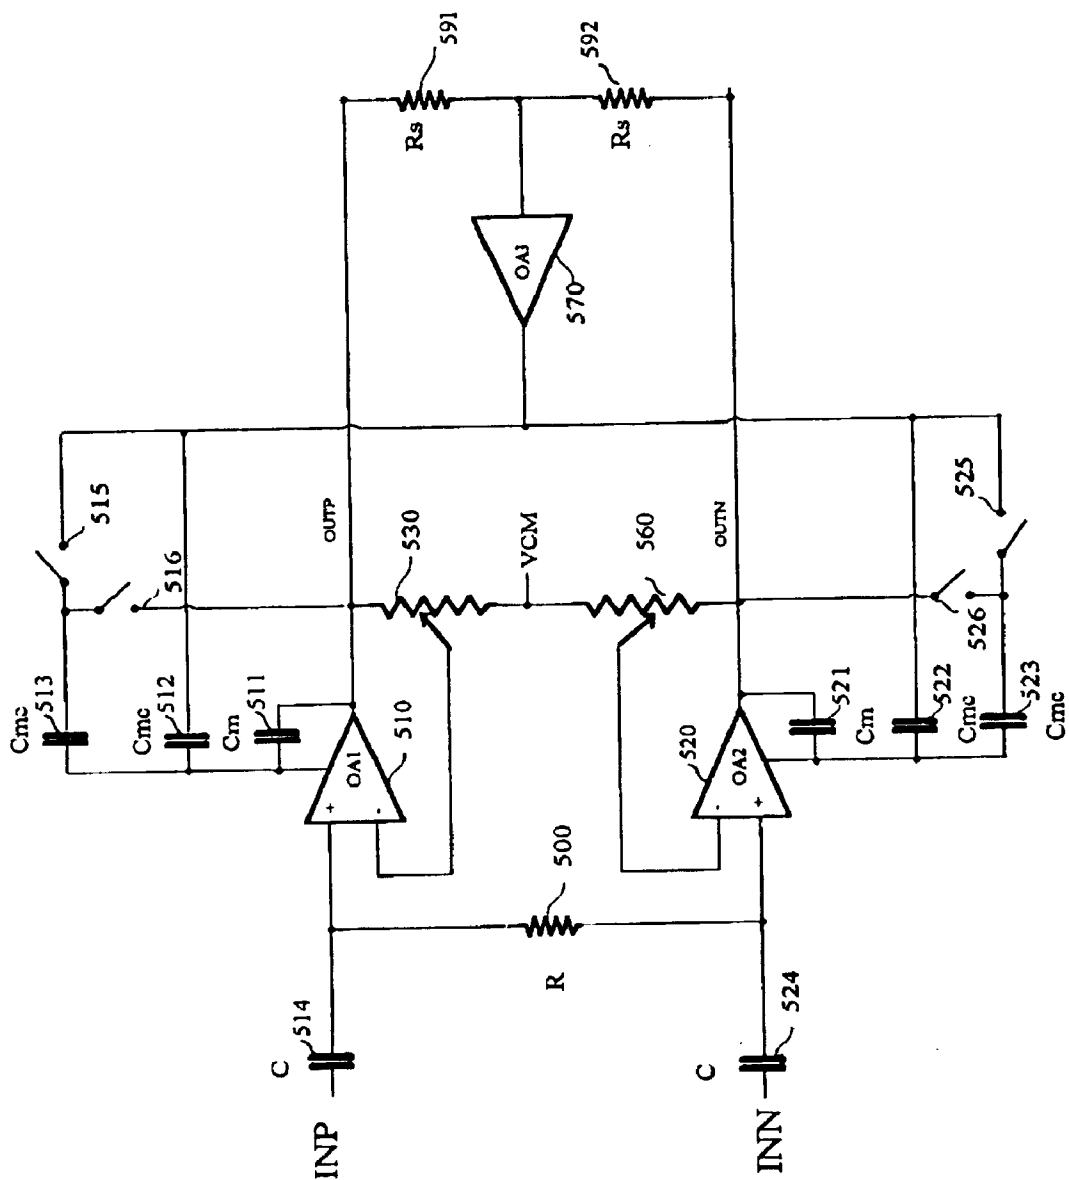 591
592
Rs
Rs
OA3
570
515
516
525
526
OUTP
530
VCM
560
OUTN
Cmc
513
Cmc
512
Cm
511
OA1
510
+
-
520
OA2
-
+
521
Cm
522
Cmc
523
Cmc
500
R
C
514
C
524
INP
INN